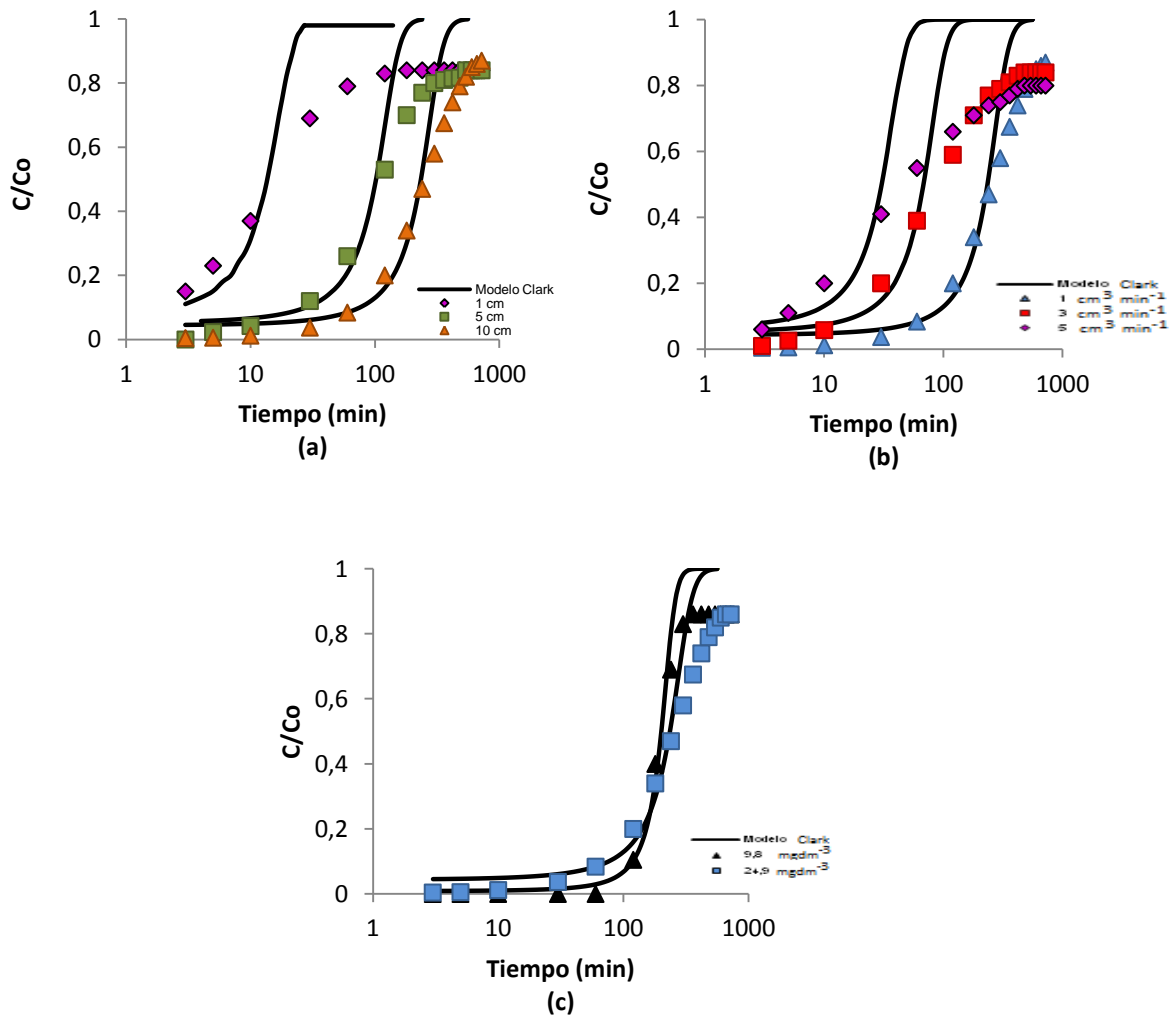 1
0,8
0,6
0,4
0,2
0
C/Co
Modelo Clark
1 cm
5 cm
10 cm
1
10
100
1000
Tiempo (min)
(a)
1
0,8
0,6
0,4
0,2
0
C/Co
Modelo Clark
1 cm³ min⁻¹
3 cm³ min⁻¹
cm³ min⁻¹
1
10
100
1000
Tiempo (min)
(b)
1
0,8
0,6
0,4
0,2
0
C/Co
Modelo Clark
9,8 mgdm⁻³
24,9 mgdm⁻³
1
10
100
1000
Tiempo (min)
(c)